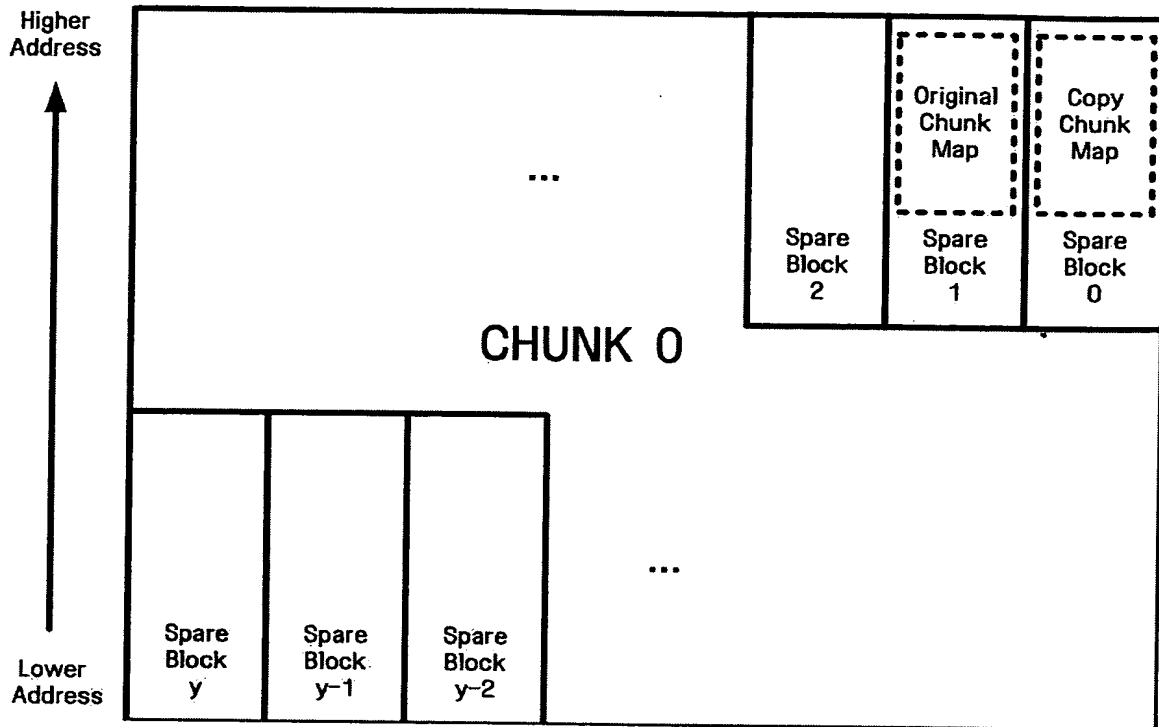 Higher
Address
Original
Chunk
Map
Copy
Chunk
Map
...
Spare
Block
2
Spare
Block
1
Spare
Block
0
CHUNK 0
...
Spare
Block
y
Spare
Block
y-1
Spare
Block
y-2
Lower
Address